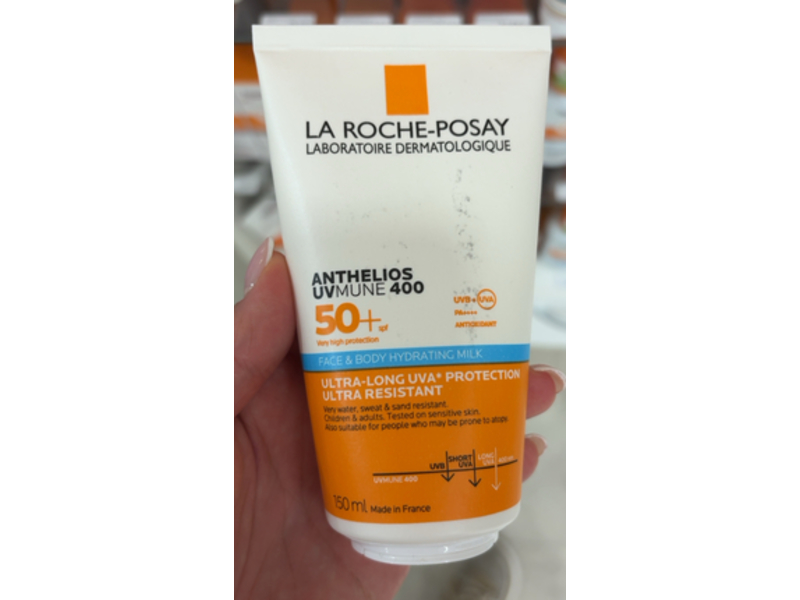 LA ROCHE-POSAY
LABORATOIRE DERMATOLOGIQUE
ANTHELIOS
UVMUNE 400
50+ spf
Very high protection
UVB + UVA
PA++++
ANTIOXIDANT
FACE & BODY HYDRATING MILK
ULTRA-LONG UVA* PROTECTION
ULTRA RESISTANT
Very water, sweat & sand resistant.
Children & adults. Tested on sensitive skin.
Also suitable for people who may be prone to atopic
UVB
SHORT UVA
LONG UVA
UVMUNE 400
150 ml Made in France